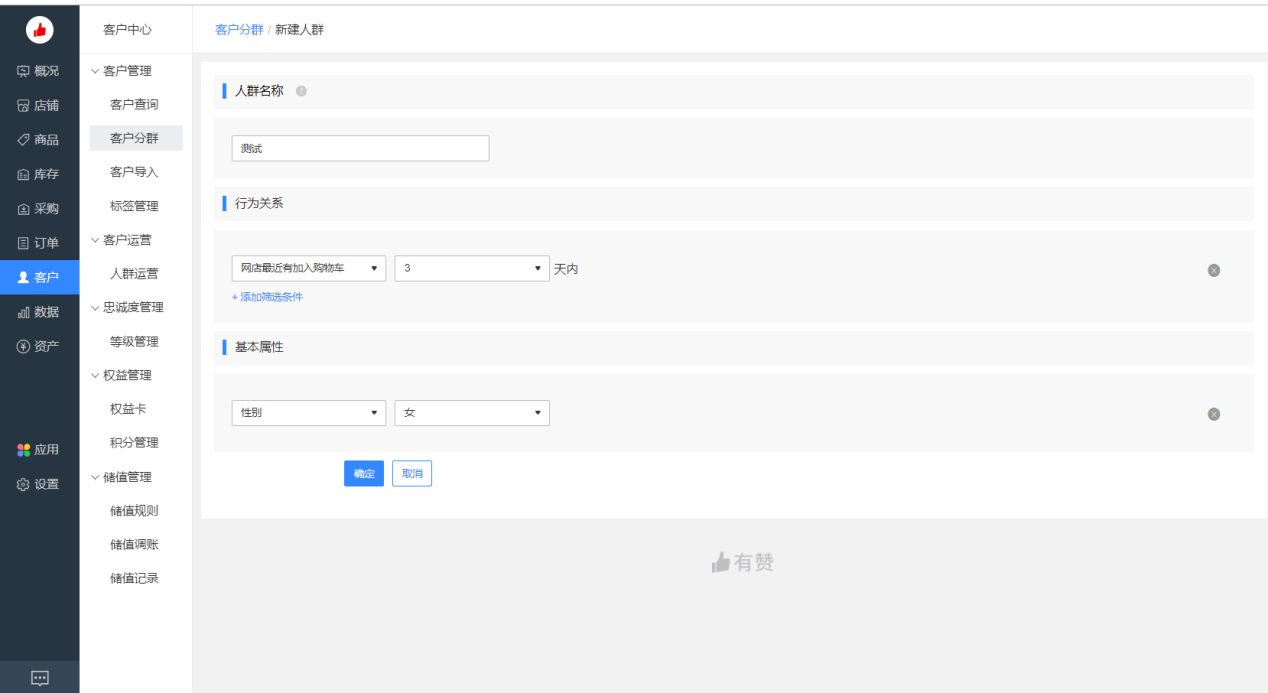 客户中心
客户分群 / 新建人群
概况
店铺
商品
库存
采购
订单
客户
数据
资产
应用
设置
客户管理
客户查询
客户分群
客户导入
标签管理
客户运营
人群运营
忠诚度管理
等级管理
权益管理
权益卡
积分管理
储值管理
储值规则
储值调账
储值记录
人群名称 ?
测试
行为关系
网店最近有加入购物车 3 天内
+ 添加筛选条件
基本属性
性别 女
确定 取消
有赞